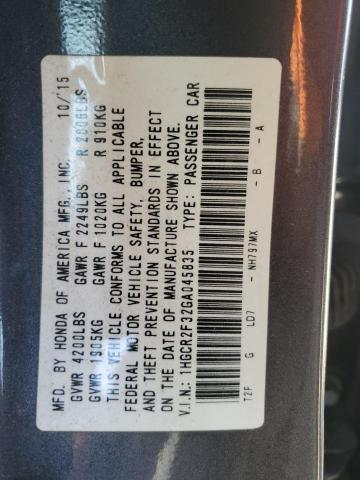 MFD. BY HONDA OF AMERICA MFG., INC. 10/'15
GVWR 4200LBS GAWR F 2249LBS R 2006LBS
GVWR 1905KG GAWR F 1020KG R 910KG
THIS VEHICLE CONFORMS TO ALL APPLICABLE
FEDERAL MOTOR VEHICLE SAFETY, BUMPER,
AND THEFT PREVENTION STANDARDS IN EFFECT
ON THE DATE OF MANUFACTURE SHOWN ABOVE.
V.I.N.: 1HGCR2F32GA045835 TYPE: PASSENGER CAR
T2F G LD7 - NH797MX - B - A